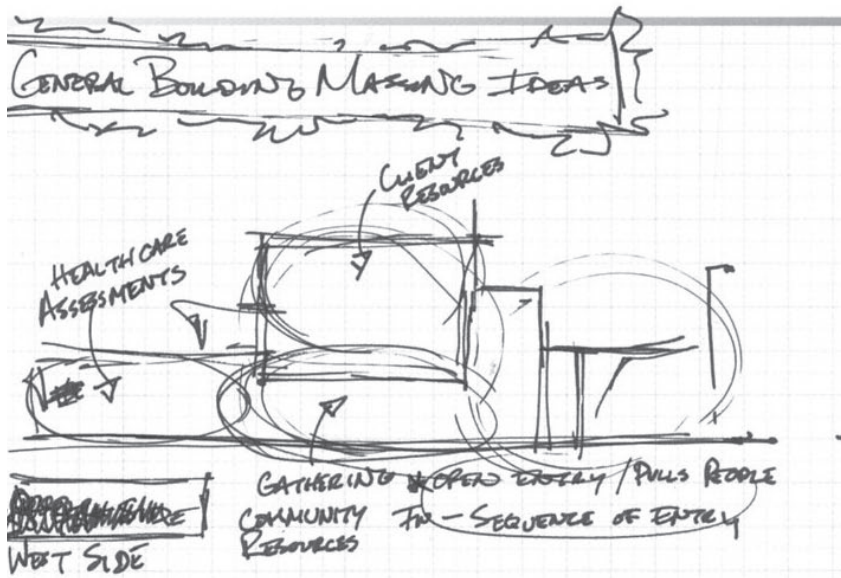 GENERAL BUILDING MASSING IDEAS
CLIENT
RESOURCES
HEALTHCARE
ASSESSMENTS
GATHERING
COMMUNITY
RESOURCES
*OPEN ENTRY / PULLS PEOPLE
IN - SEQUENCE OF ENTRY
WEST SIDE